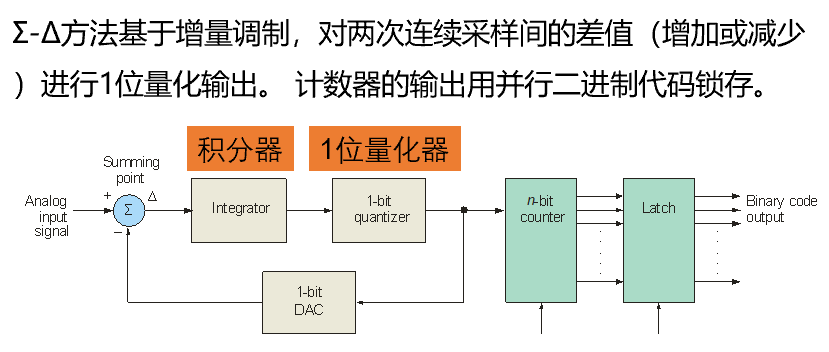 Σ-Δ方法基于增量调制，对两次连续采样间的差值（增加或减少
）进行1位量化输出。 计数器的输出用并行二进制代码锁存。
积分器
1位量化器
Summing
point
Analog
input
signal
+
Σ
Δ
−
Integrator
1-bit
quantizer
1-bit
DAC
n-bit
counter
Latch
Binary code
output